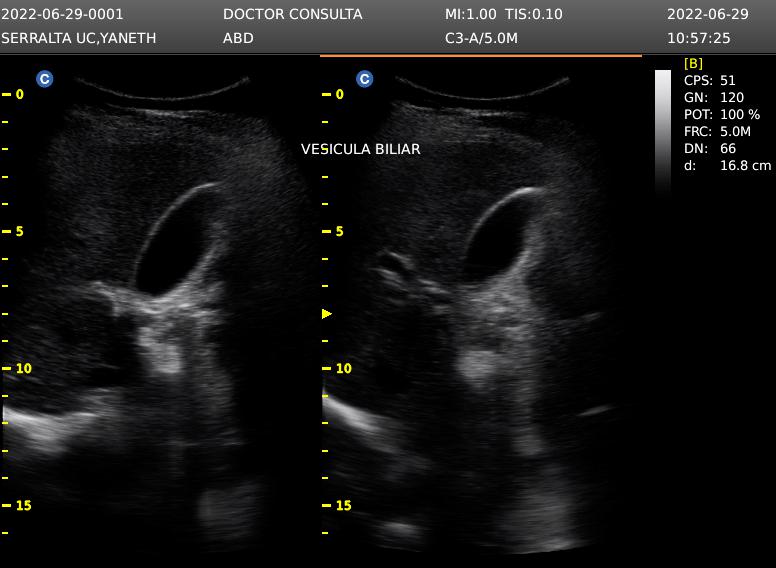 2022-06-29-0001 DOCTOR CONSULTA MI:1.00 TIS:0.10 2022-06-29
SERRALTA UC,YANETH ABD C3-A/5.0M 10:57:25
C C
[B]
CPS: 51
GN: 120
POT: 100 %
FRC: 5.0M
DN: 66
d: 16.8 cm
VESICULA BILIAR
0 0
5 5
10 10
15 15